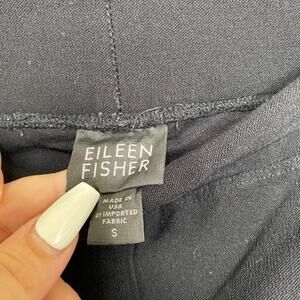 EILEEN
FISHER
MADE IN
USA
OF IMPORTED
FABRIC
S